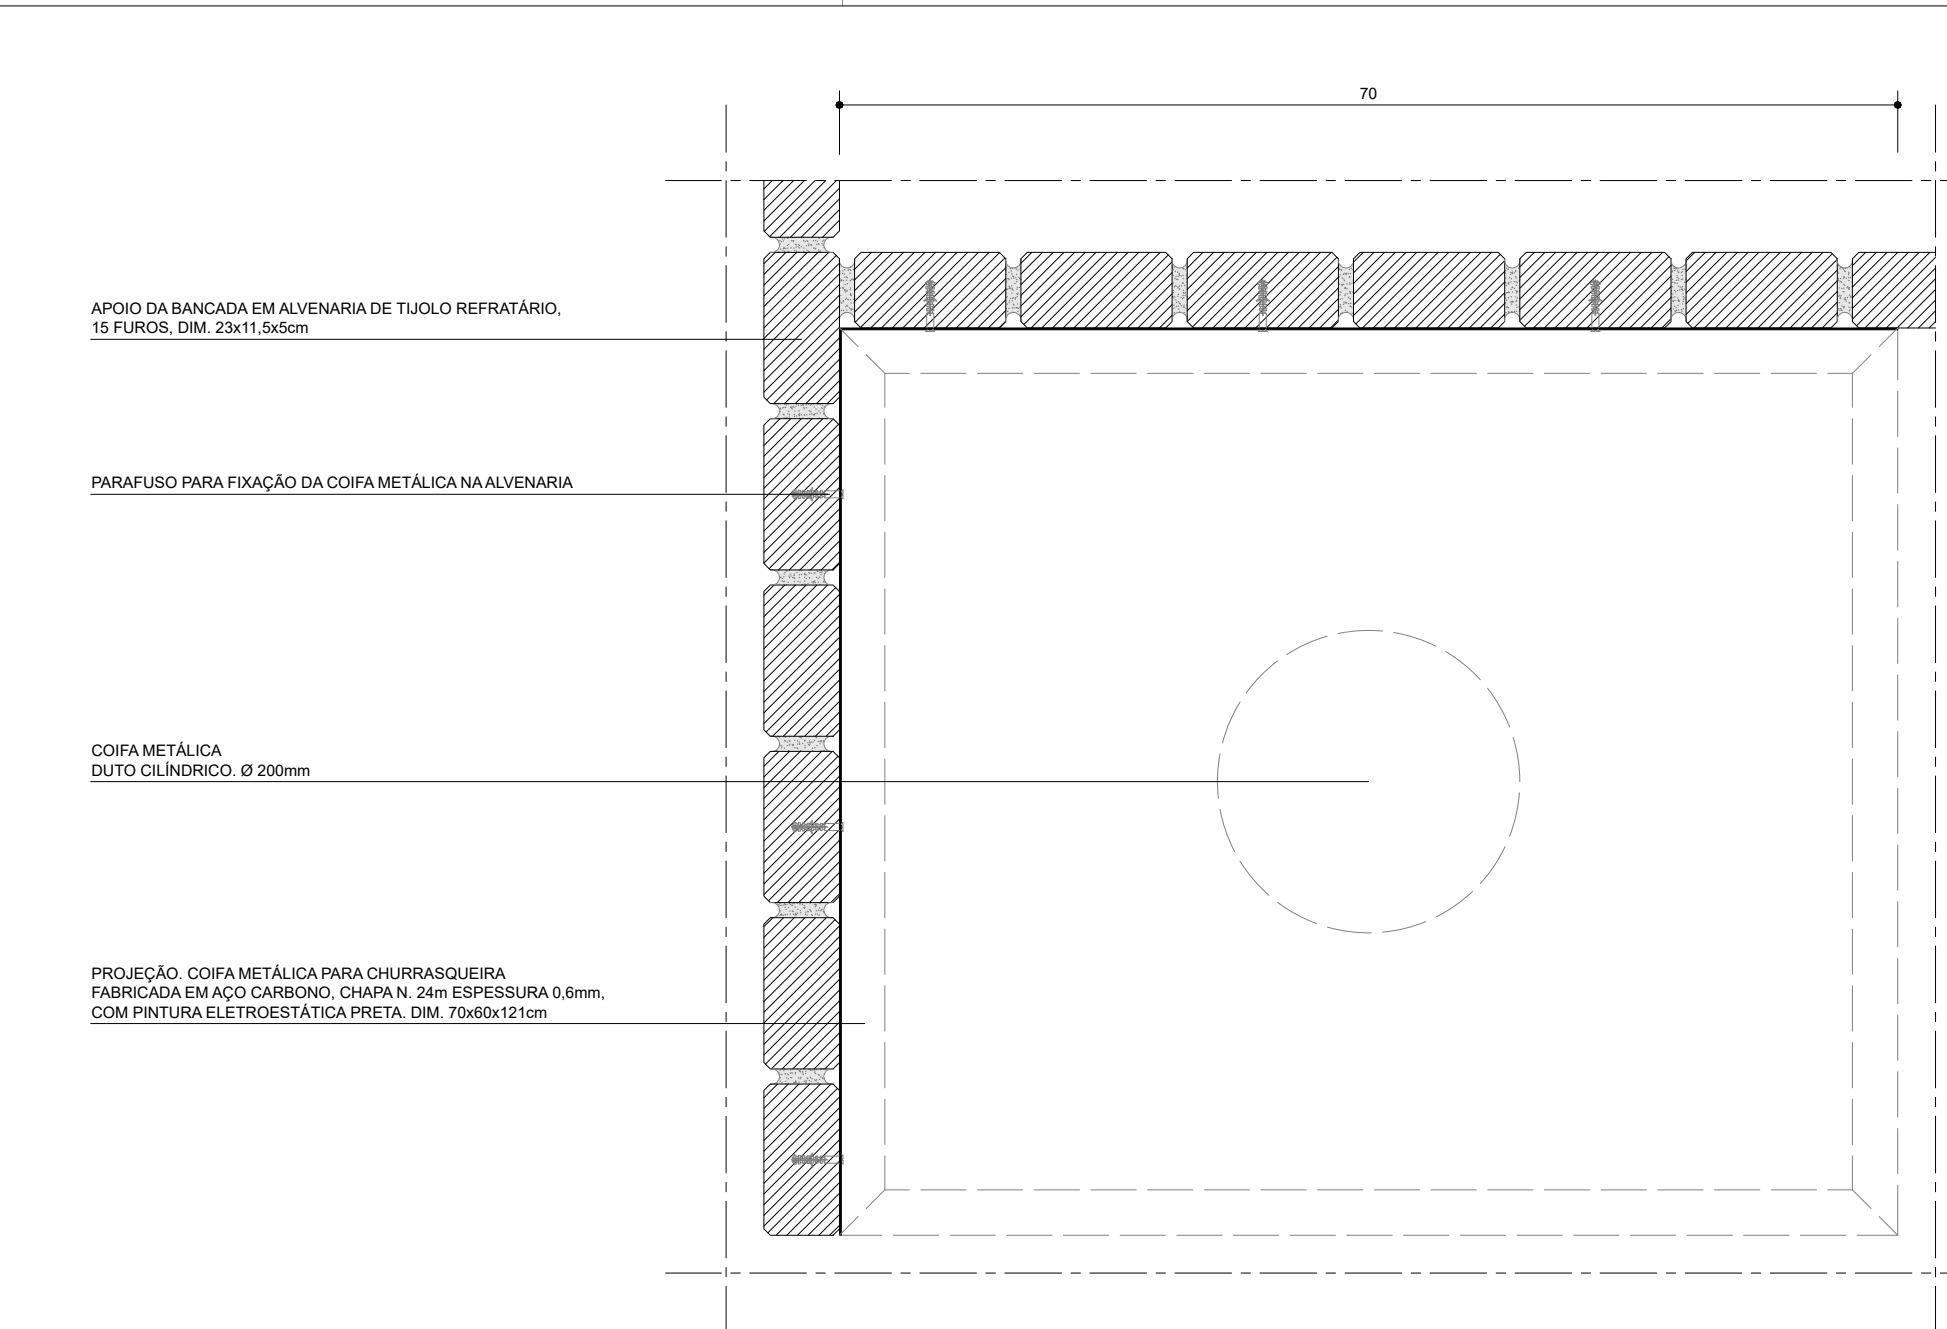 70
APOIO DA BANCADA EM ALVENARIA DE TIJOLO REFRATÁRIO,
15 FUROS, DIM. 23x11,5x5cm
PARAFUSO PARA FIXAÇÃO DA COIFA METÁLICA NA ALVENARIA
COIFA METÁLICA
DUTO CILÍNDRICO. Ø 200mm
PROJEÇÃO. COIFA METÁLICA PARA CHURRASQUEIRA
FABRICADA EM AÇO CARBONO, CHAPA N. 24m ESPESSURA 0,6mm,
COM PINTURA ELETROESTÁTICA PRETA. DIM. 70x60x121cm